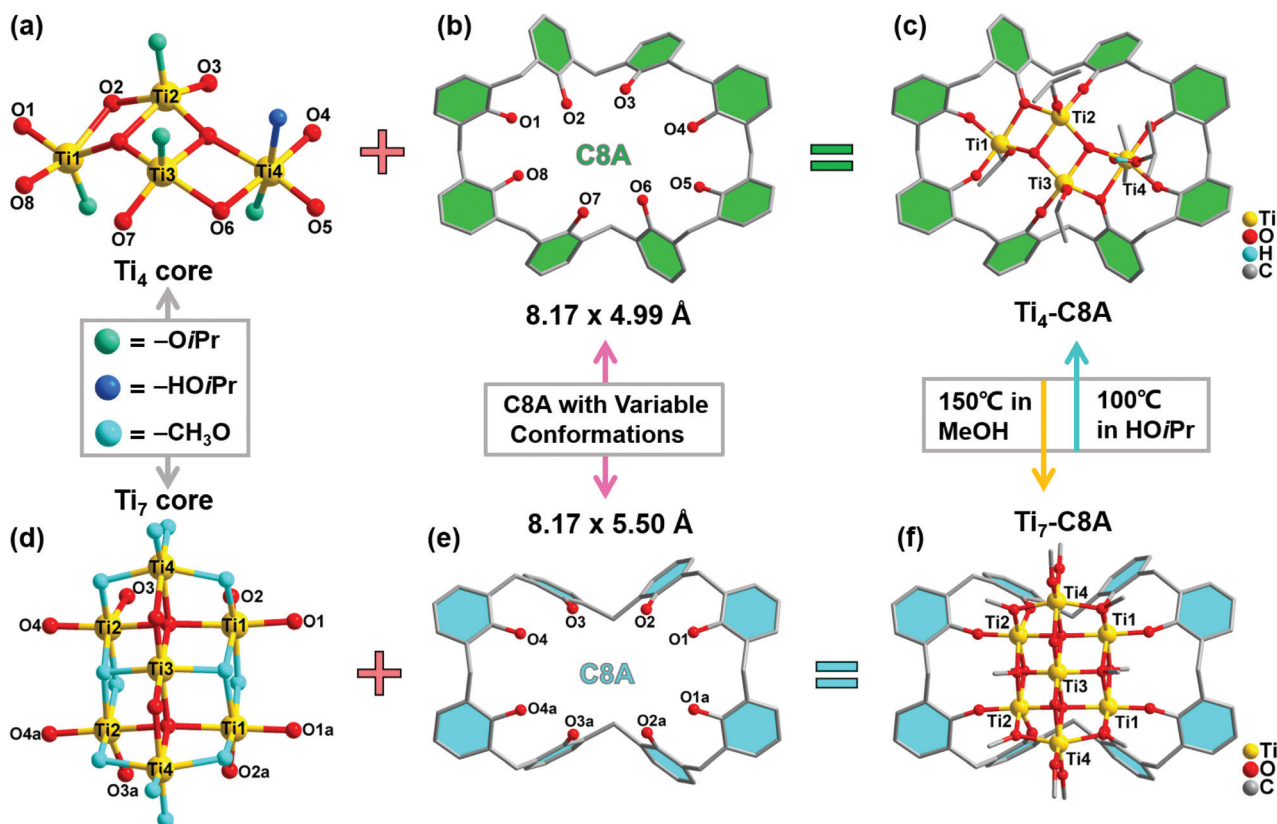 (a)
O3
O2
Ti2
O1
O4
Ti1
Ti3
Ti4
O8
O7
O6
O5
Ti₄ core
(b)
O3
O1
O2
O4
C8A
O8
O5
O7
O6
8.17 x 4.99 Å
(c)
Ti2
Ti1
Ti3
Ti4
Ti
O
H
C
Ti₄-C8A
= –OiPr
= –HOiPr
= –CH₃O
C8A with Variable
Conformations
150℃ in
MeOH
100℃
in HOiPr
Ti₇ core
(d)
Ti4
O3
O2
O4
Ti2
Ti1
O1
Ti3
O4a
Ti2
Ti1
O1a
Ti4
O3a
O2a
8.17 x 5.50 Å
(e)
O3
O2
O4
O1
C8A
O4a
O1a
O3a
O2a
Ti₇-C8A
(f)
Ti4
Ti2
Ti1
Ti3
Ti2
Ti1
Ti4
Ti
O
C